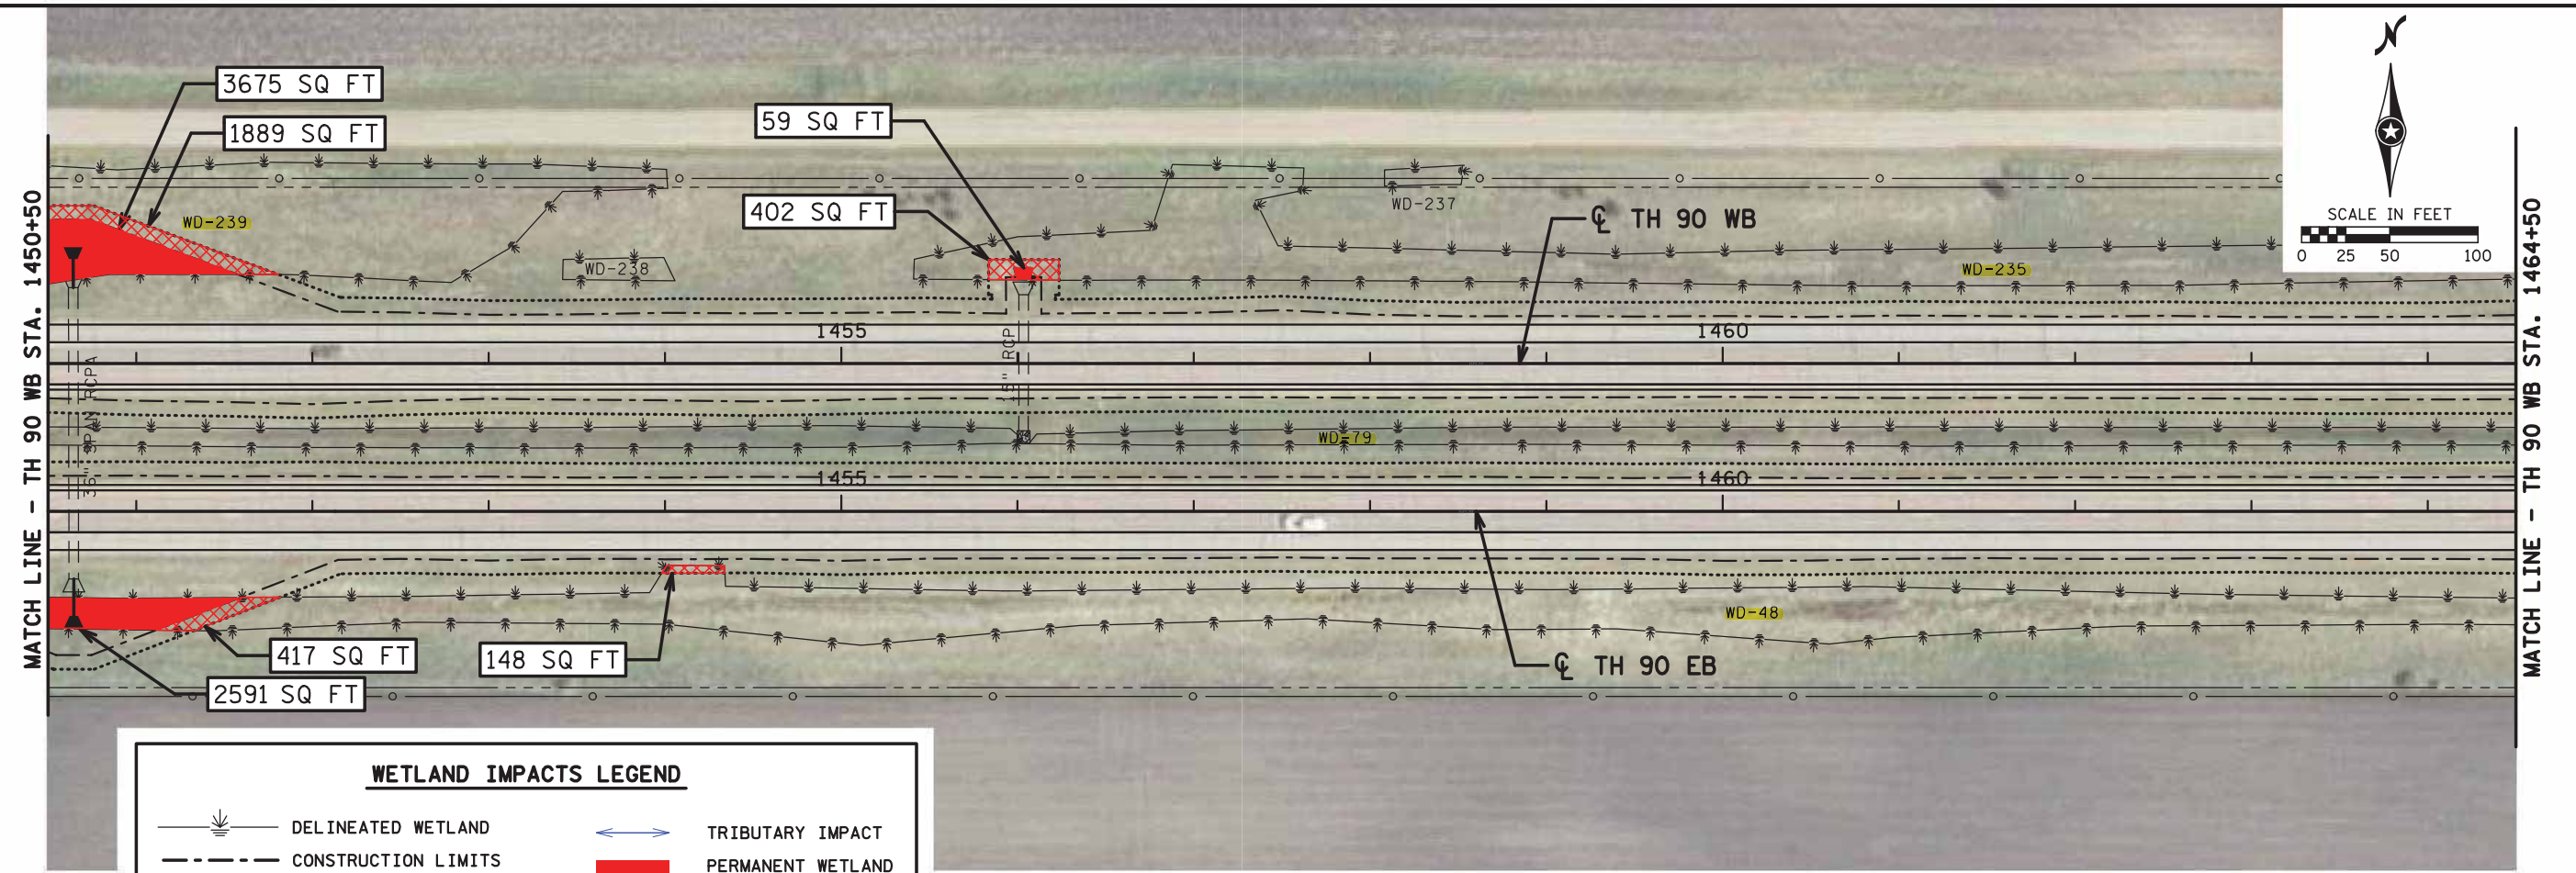 3675 SQ FT
1889 SQ FT
59 SQ FT
402 SQ FT
WD-239
WD-238
WD-237
WD-235
℄ TH 90 WB
N
SCALE IN FEET
0 25 50 100
MATCH LINE - TH 90 WB STA. 1450+50
MATCH LINE - TH 90 WB STA. 1464+50
1455
1460
36" SPAN RCPA
RCP
WD-79
1455
1460
WD-48
417 SQ FT
148 SQ FT
2591 SQ FT
℄ TH 90 EB
WETLAND IMPACTS LEGEND
DELINEATED WETLAND
CONSTRUCTION LIMITS
TRIBUTARY IMPACT
PERMANENT WETLAND